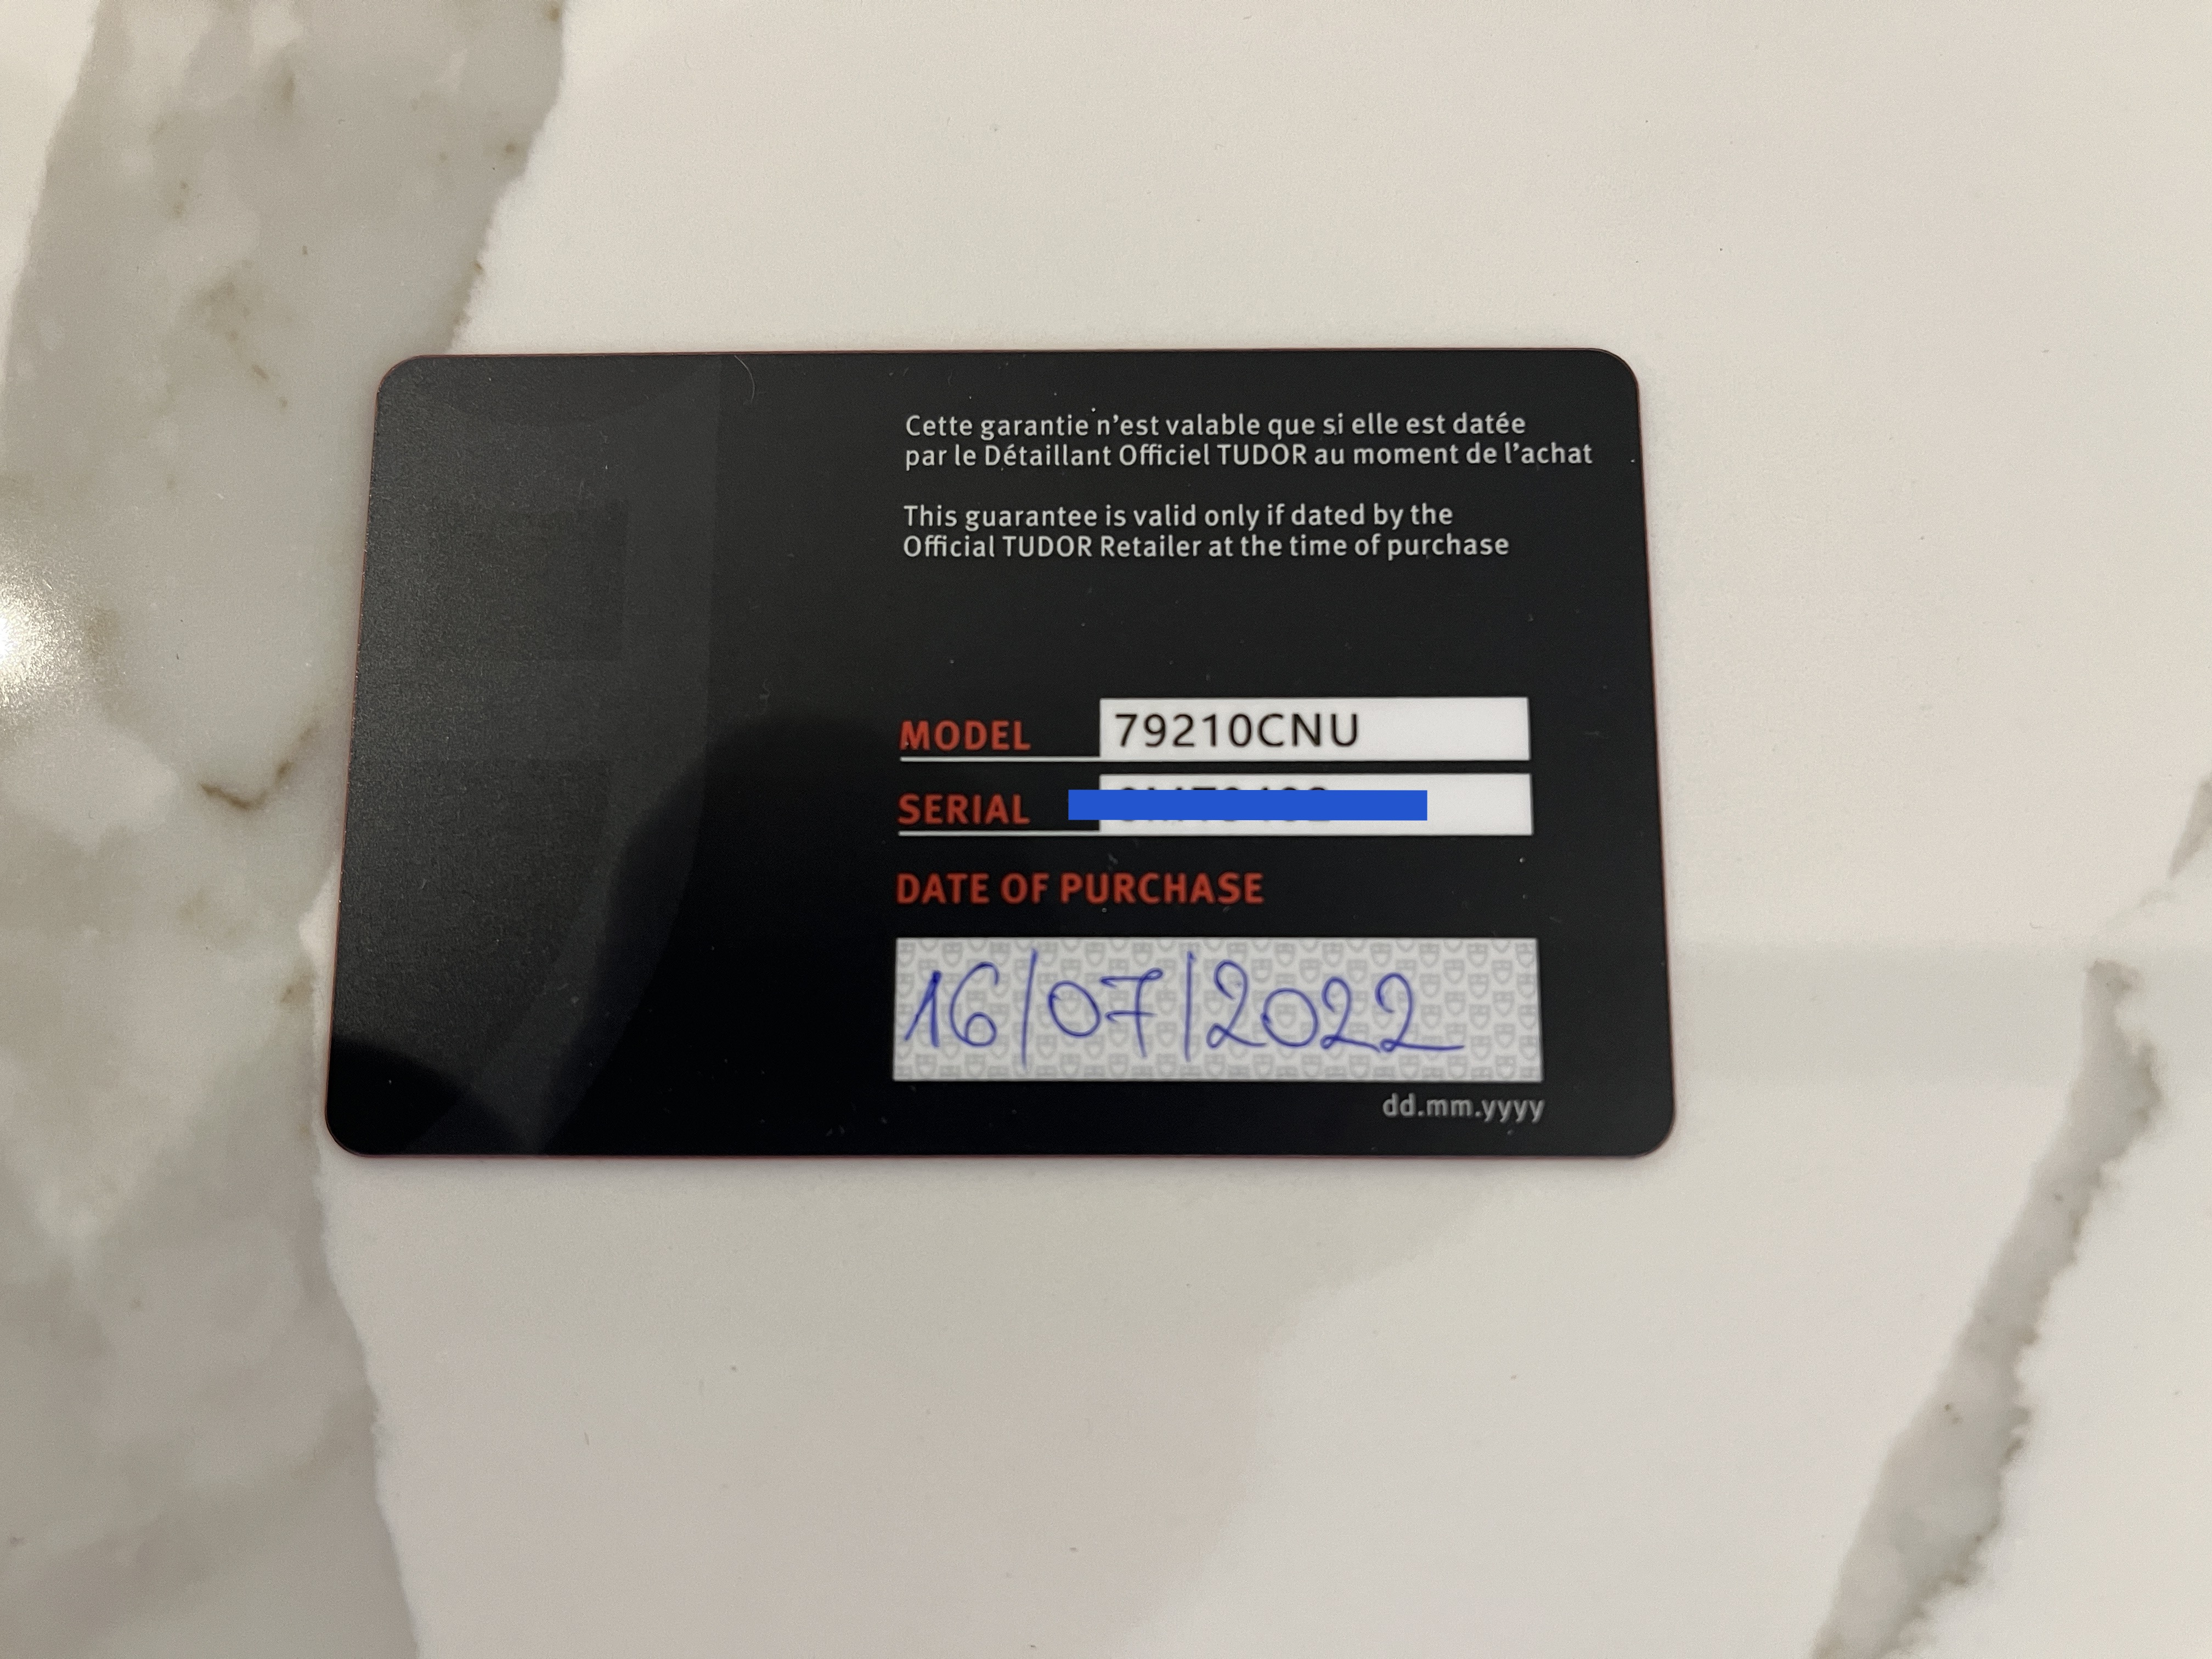 Cette garantie n’est valable que si elle est datée
par le Détaillant Officiel TUDOR au moment de l’achat
This guarantee is valid only if dated by the
Official TUDOR Retailer at the time of purchase
MODEL 79210CNU
SERIAL
DATE OF PURCHASE
16/07/2022
dd.mm.yyyy